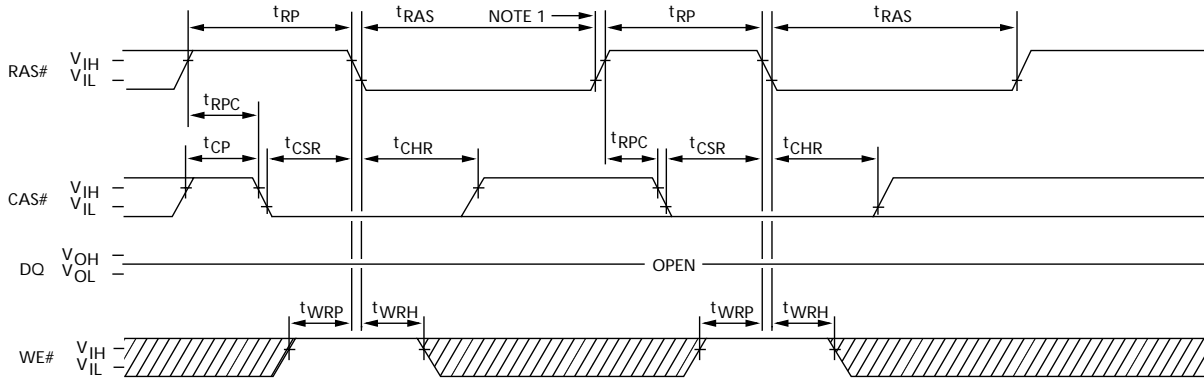 tRP tRAS NOTE 1 tRP tRAS
RAS# VIH
VIL
tRPC
tCP tCSR tCHR tRPC tCSR tCHR
CAS# VIH
VIL
DQ VOH
VOL
OPEN
tWRP tWRH tWRP tWRH
WE# VIH
VIL